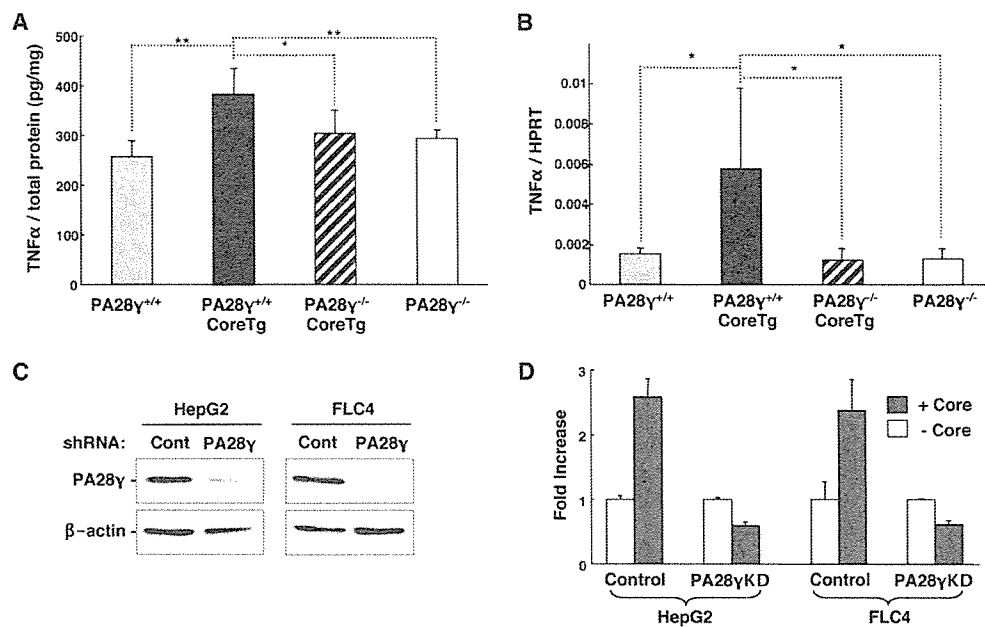 A
TNFα / total protein (pg/mg)
500
400
300
200
100
0
**
*
**
PA28γ+/+
PA28γ+/+ CoreTg
PA28γ-/- CoreTg
PA28γ-/-
B
TNFα / HPRT
0.01
0.008
0.006
0.004
0.002
0
*
*
*
PA28γ+/+
PA28γ+/+ CoreTg
PA28γ-/- CoreTg
PA28γ-/-
C
HepG2
FLC4
shRNA: Cont PA28γ Cont PA28γ
PA28γ -
β-actin -
D
Fold Increase
3
2
1
0
+ Core
- Core
Control PA28γKD Control PA28γKD
HepG2 FLC4